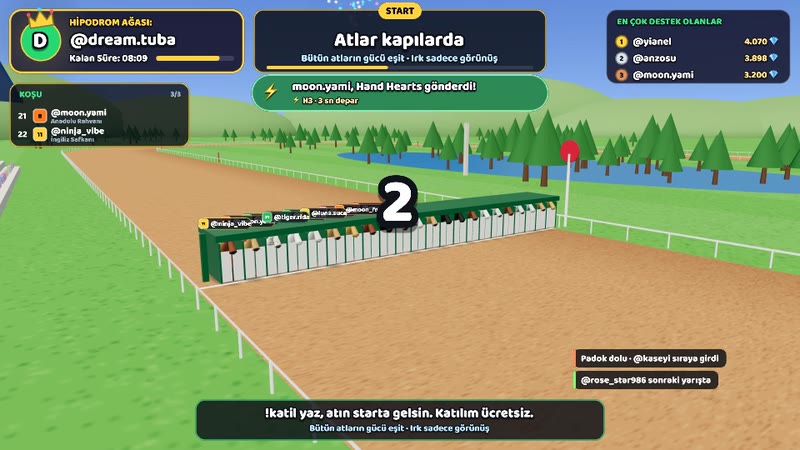 START
HİPODROM AĞASI:
D
@dream.tuba
Kalan Süre: 08:09
Atlar kapılarda
Bütün atların gücü eşit · Irk sadece görünüş
EN ÇOK DESTEK OLANLAR
1 @yianel 4.070
2 @anzosu 3.898
3 @moon.yami 3.200
moon.yami, Hand Hearts gönderdi!
H3 · 3 sn depar
KOŞU 3/3
21 8 @moon.yami
Anadolu Rahvanı
22 11 @ninja_vibe
İngiliz Safkanı
2
@ninja_vibe
@tiger.rida
Padok dolu · @kaseyi sıraya girdi
@rose_star986 sonraki yarışta
!katil yaz, atın starta gelsin. Katılım ücretsiz.
Bütün atların gücü eşit · Irk sadece görünüş